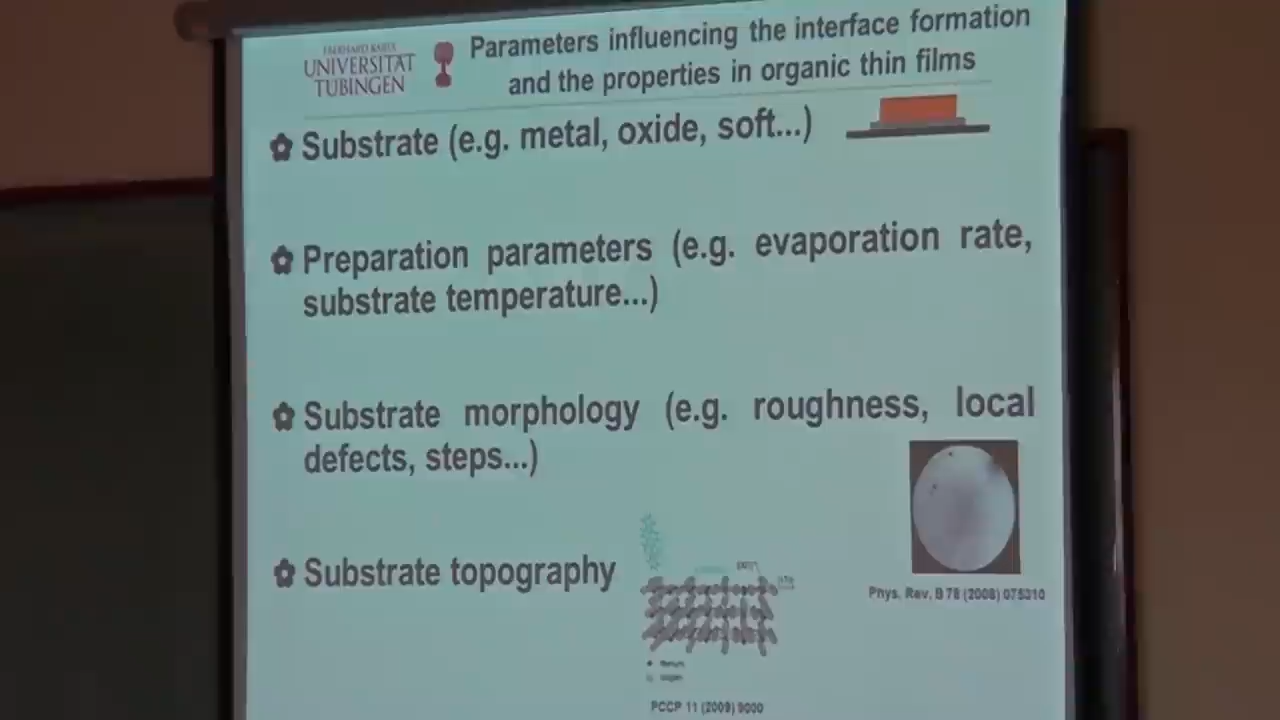 EBERHARD KARLS
UNIVERSITÄT
TÜBINGEN
Parameters influencing the interface formation
and the properties in organic thin films
Substrate (e.g. metal, oxide, soft...)
Preparation parameters (e.g. evaporation rate,
substrate temperature...)
Substrate morphology (e.g. roughness, local
defects, steps...)
Substrate topography
Phys. Rev. B 78 (2008) 075310
PCCP 11 (2009) 9000